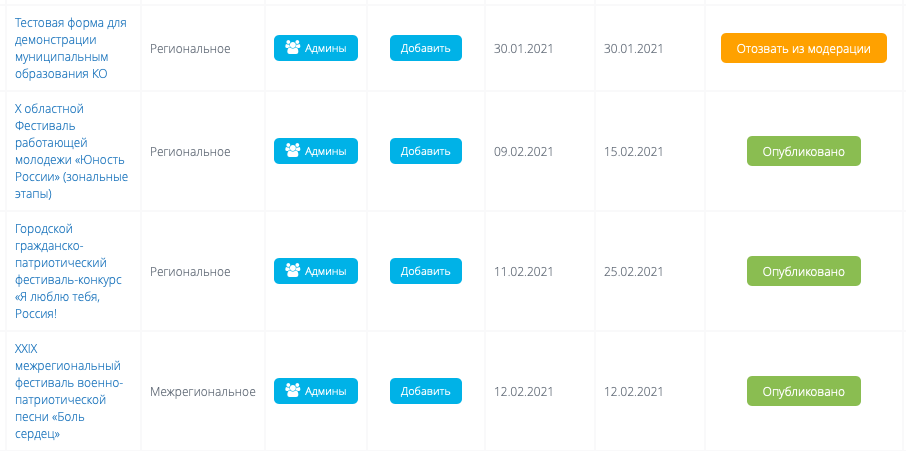 Тестовая форма для
демонстрации
муниципальным
образования КО
Региональное
Админы
Добавить
30.01.2021
30.01.2021
Отозвать из модерации
X областной
Фестиваль
работающей
молодежи «Юность
России» (зональные
этапы)
Региональное
Админы
Добавить
09.02.2021
15.02.2021
Опубликовано
Городской
гражданско-
патриотический
фестиваль-конкурс
«Я люблю тебя,
Россия!
Региональное
Админы
Добавить
11.02.2021
25.02.2021
Опубликовано
XXIX
межрегиональный
фестиваль военно-
патриотической
песни «Боль
сердец»
Межрегиональное
Админы
Добавить
12.02.2021
12.02.2021
Опубликовано